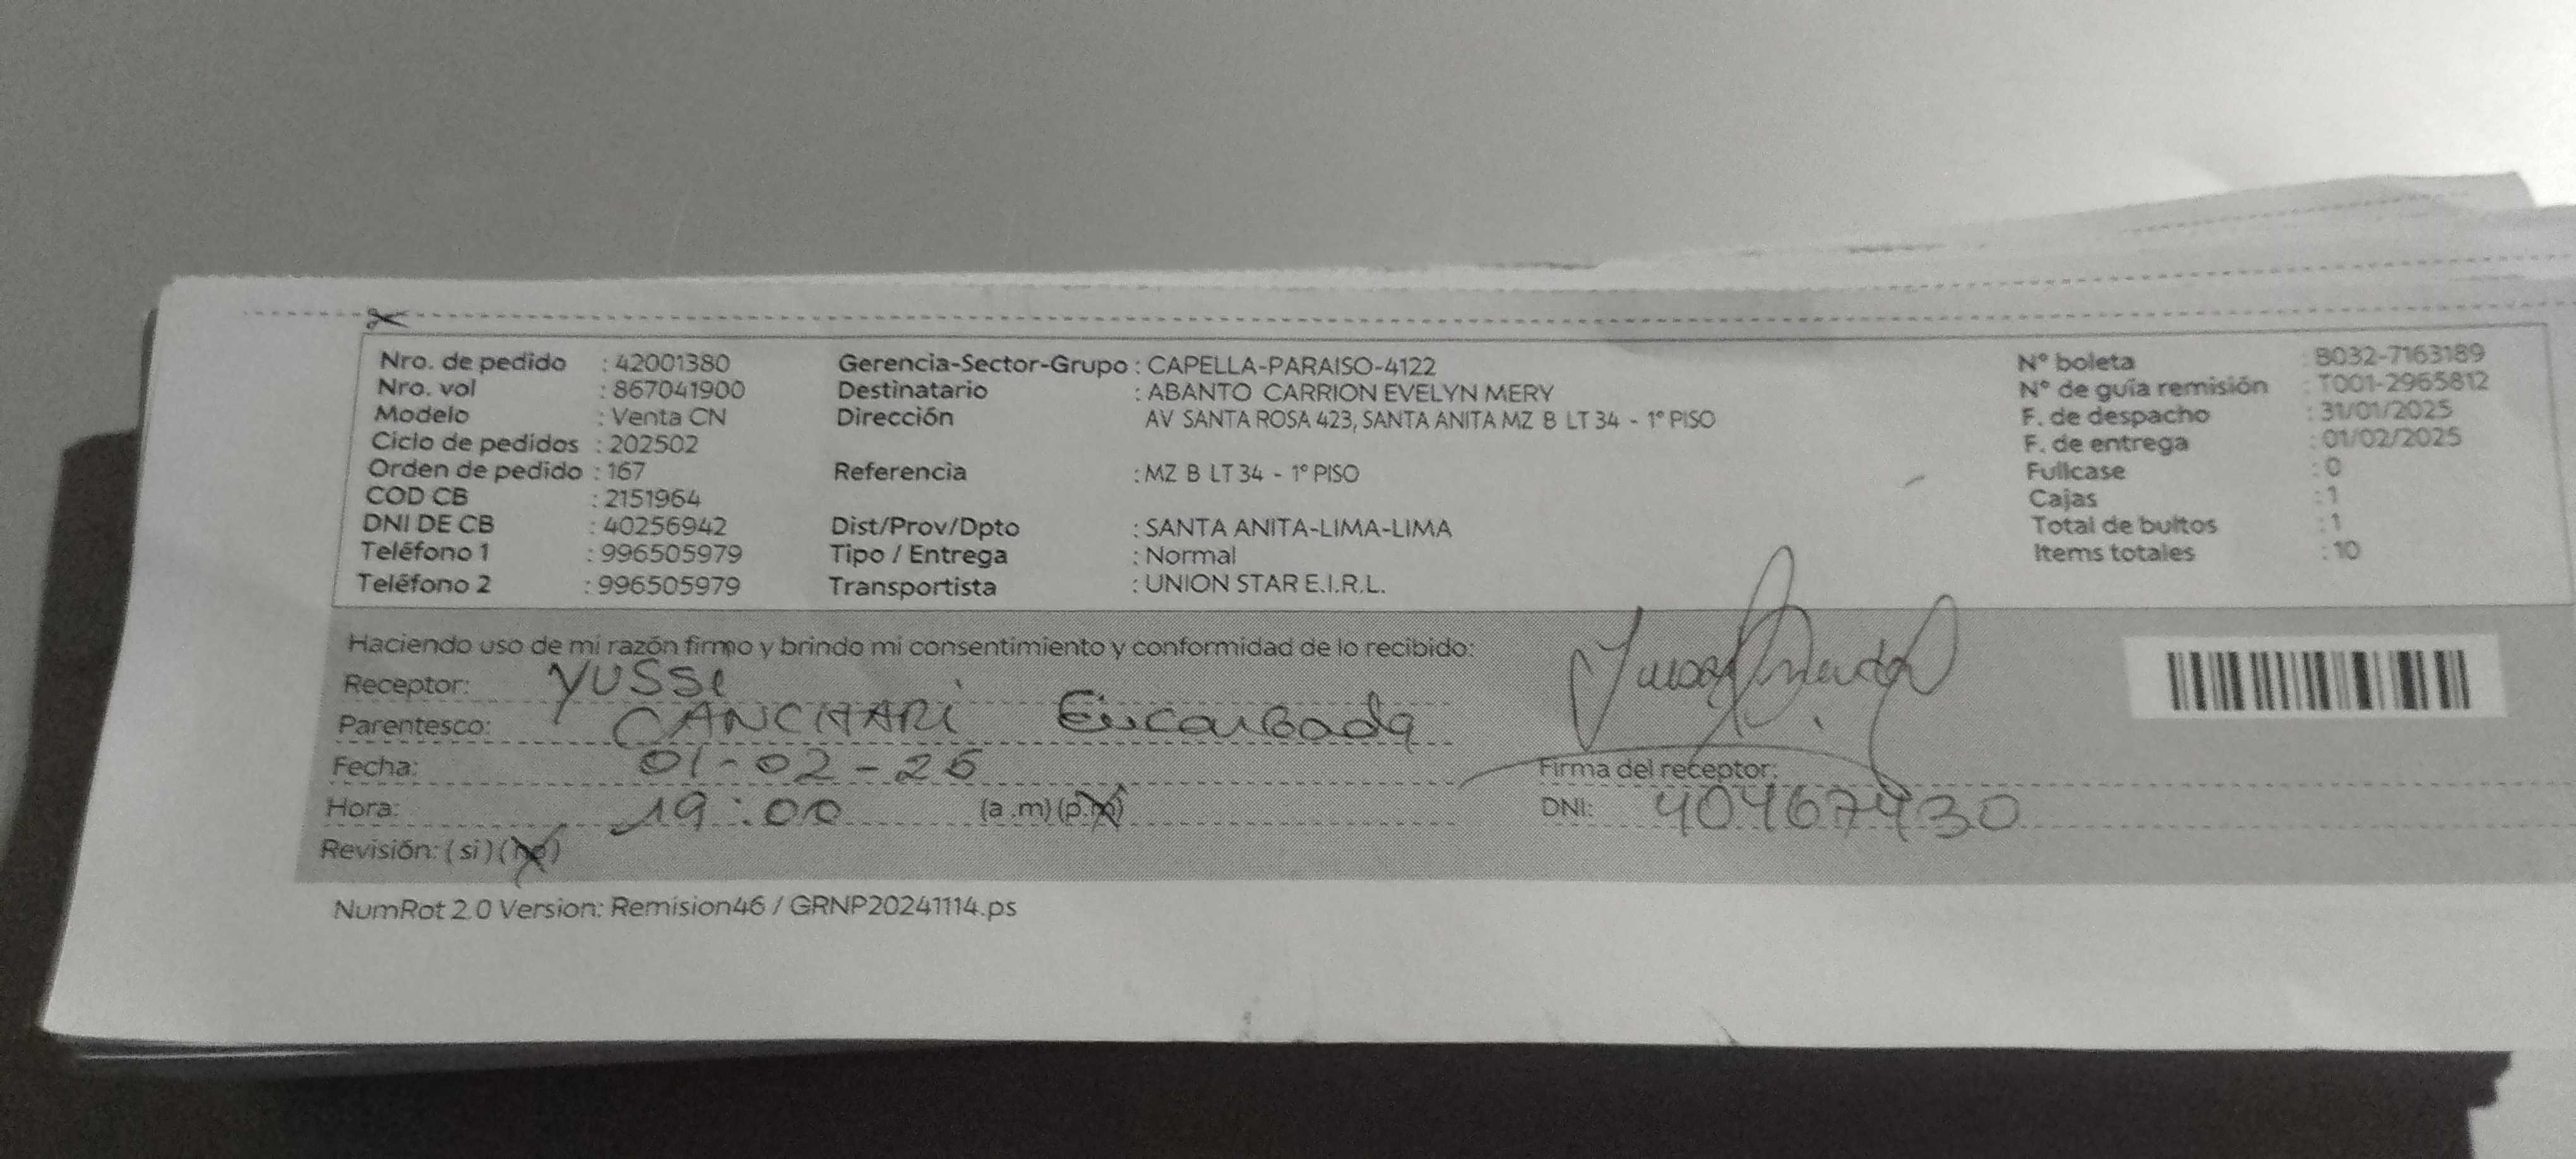 Nro. de pedido : 42001380
Nro. vol : 867041900
Modelo : Venta CN
Ciclo de pedidos : 202502
Orden de pedido : 167
COD CB : 2151964
DNI DE CB : 40256942
Teléfono 1 : 996505979
Teléfono 2 : 996505979
Gerencia-Sector-Grupo : CAPELLA-PARAISO-4122
Destinatario : ABANTO CARRION EVELYN MERY
Dirección AV SANTA ROSA 423, SANTA ANITA MZ B LT 34 - 1° PISO
Referencia : MZ B LT 34 - 1° PISO
Dist/Prov/Dpto : SANTA ANITA-LIMA-LIMA
Tipo / Entrega : Normal
Transportista : UNION STAR E.I.R.L.
N° boleta : B032-7163189
N° de guía remisión : T001-2965812
F. de despacho : 31/01/2025
F. de entrega : 01/02/2025
Fullcase : 0
Cajas : 1
Total de bultos : 1
Items totales : 10
Haciendo uso de mi razón firmo y brindo mi consentimiento y conformidad de lo recibido:
Receptor: YUSSI
Parentesco: CANCHARI Encargada
Fecha: 01-02-25
Hora: 19:00 (a.m)(p.m)
Revisión: (si)(no)
Firma del receptor:
DNI: 40467430
NumRot 2.0 Version: Remision46 / GRNP20241114.ps